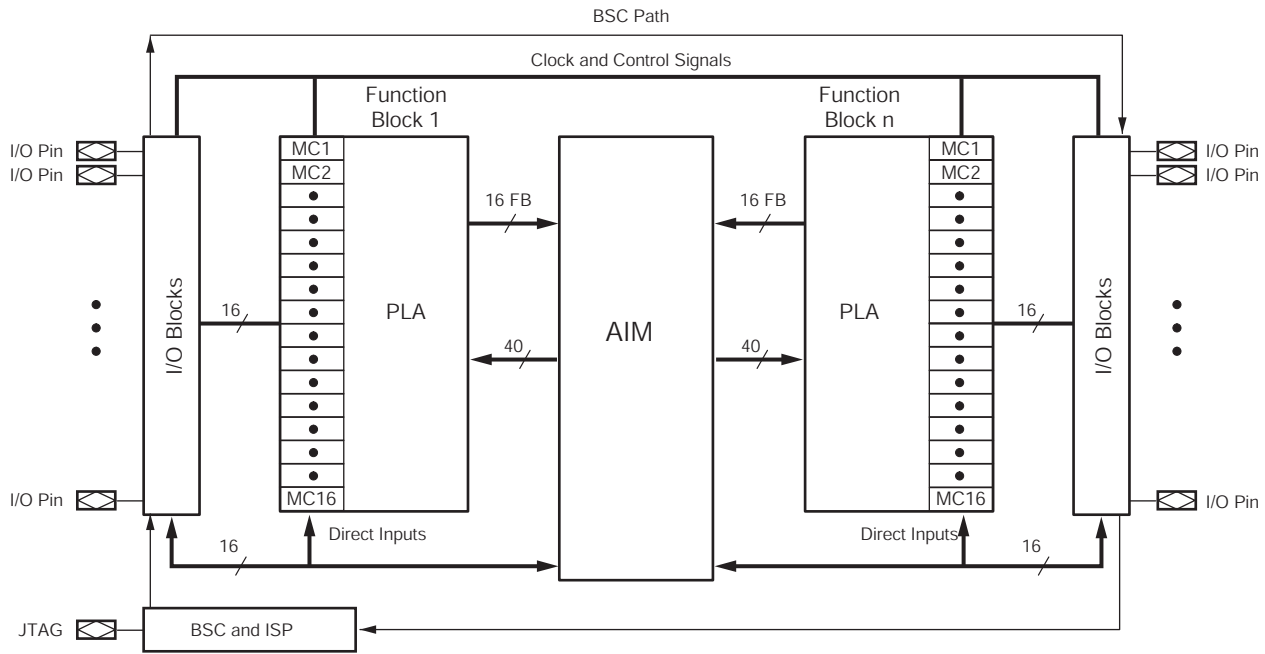 BSC Path
Clock and Control Signals
Function
Block 1
Function
Block n
I/O Pin
I/O Pin
I/O Pin
I/O Blocks
16
MC1
MC2
MC16
PLA
16 FB
40
AIM
16 FB
40
PLA
MC1
MC2
MC16
16
I/O Blocks
I/O Pin
I/O Pin
I/O Pin
16
Direct Inputs
Direct Inputs
16
JTAG
BSC and ISP